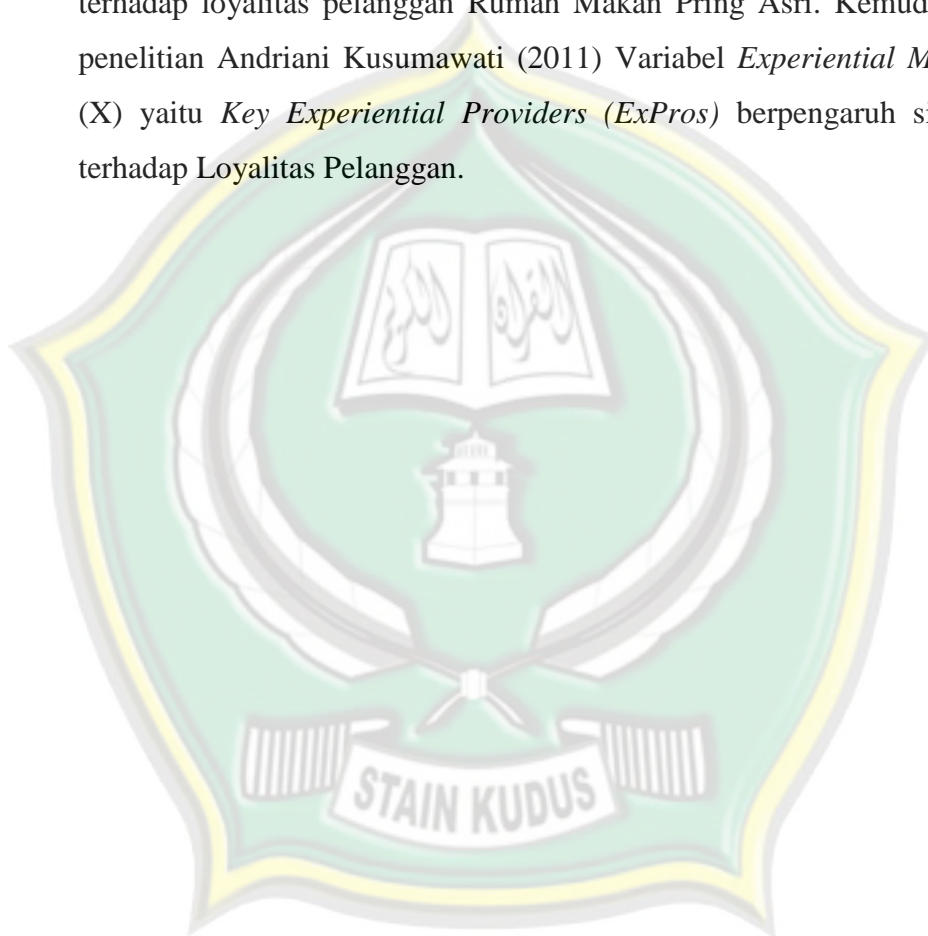 terhadap loyalitas pelanggan Rumah Makan Pring Asri. Kemud
penelitian Andriani Kusumawati (2011) Variabel Experiential M
(X) yaitu Key Experiential Providers (ExPros) berpengaruh si
terhadap Loyalitas Pelanggan.
STAIN KUDUS